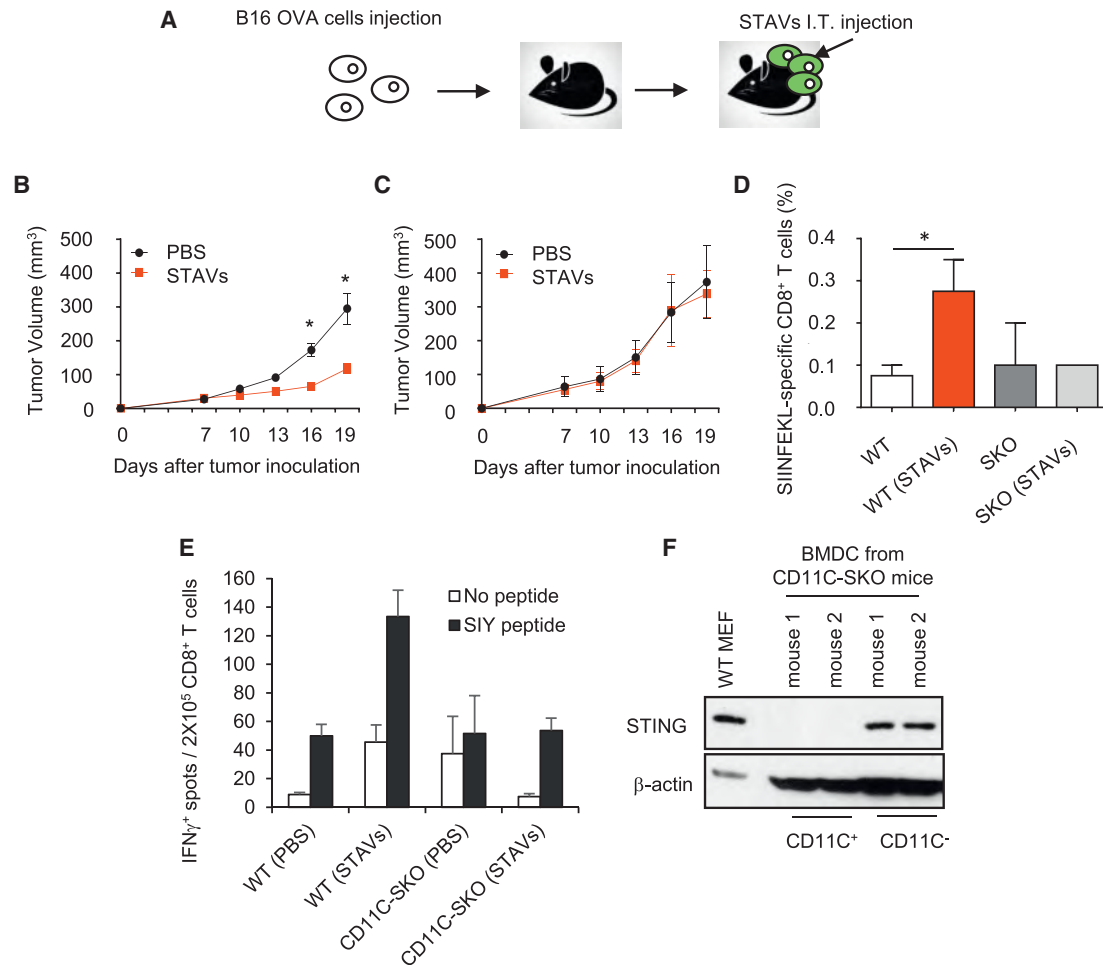 A
B16 OVA cells injection
STAVs I.T. injection
B
Tumor Volume (mm³)
500
400
300
200
100
0
PBS
STAVs
*
*
0 7 10 13 16 19
Days after tumor inoculation
C
Tumor Volume (mm³)
500
400
300
200
100
0
PBS
STAVs
0 7 10 13 16 19
Days after tumor inoculation
D
SIINFEKL-specific CD8⁺ T cells (%)
0.4
0.3
0.2
0.1
0.0
*
WT
WT (STAVs)
SKO
SKO (STAVs)
E
IFNγ⁺ spots / 2X10⁵ CD8⁺ T cells
160
140
120
100
80
60
40
20
0
No peptide
SIY peptide
WT (PBS)
WT (STAVs)
CD11C-SKO (PBS)
CD11C-SKO (STAVs)
F
BMDC from
CD11C-SKO mice
WT MEF
mouse 1
mouse 2
mouse 1
mouse 2
STING
β-actin
CD11C⁺
CD11C⁻